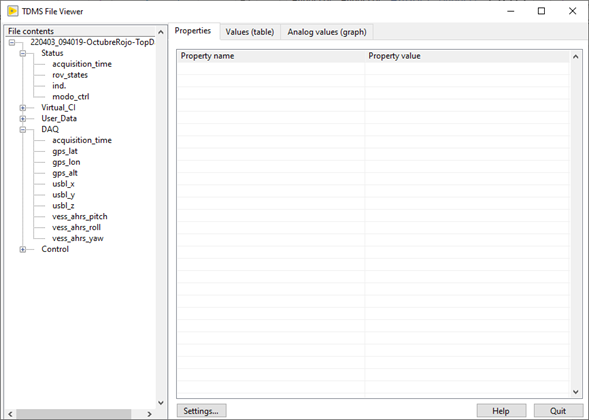 TDMS File Viewer
File contents
220403_094019-OctubreRojo-TopD
Status
acquisition_time
rov_states
ind.
modo_ctrl
Virtual_CI
User_Data
DAQ
acquisition_time
gps_lat
gps_lon
gps_alt
usbl_x
usbl_y
usbl_z
vess_ahrs_pitch
vess_ahrs_roll
vess_ahrs_yaw
Control
Properties Values (table) Analog values (graph)
Property name Property value
Settings... Help Quit